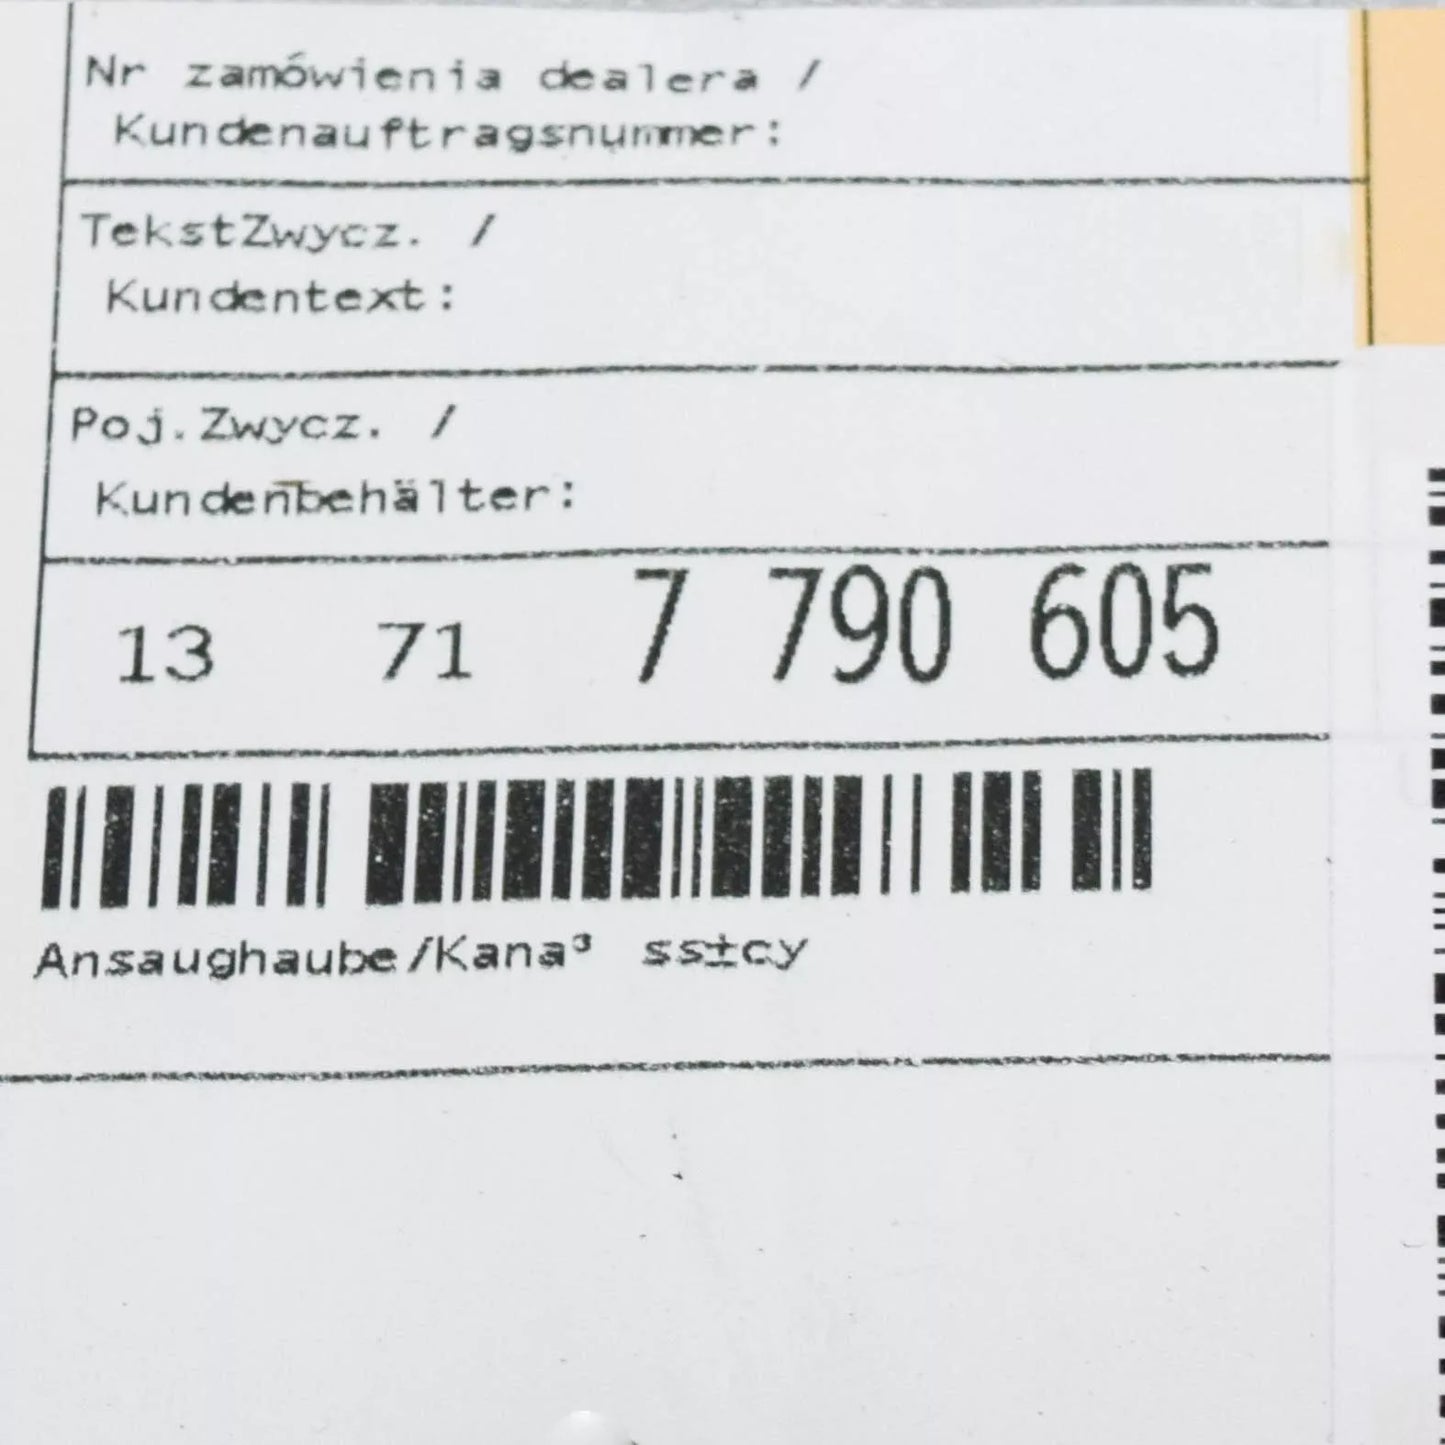 Nr zamówienia dealera /
Kundenauftragsnummer:
TekstZwycz. /
Kundentext:
Poj.Zwycz. /
Kundenbehälter:
13 71 7 790 605
Ansaughaube/Kana³ ss±cy